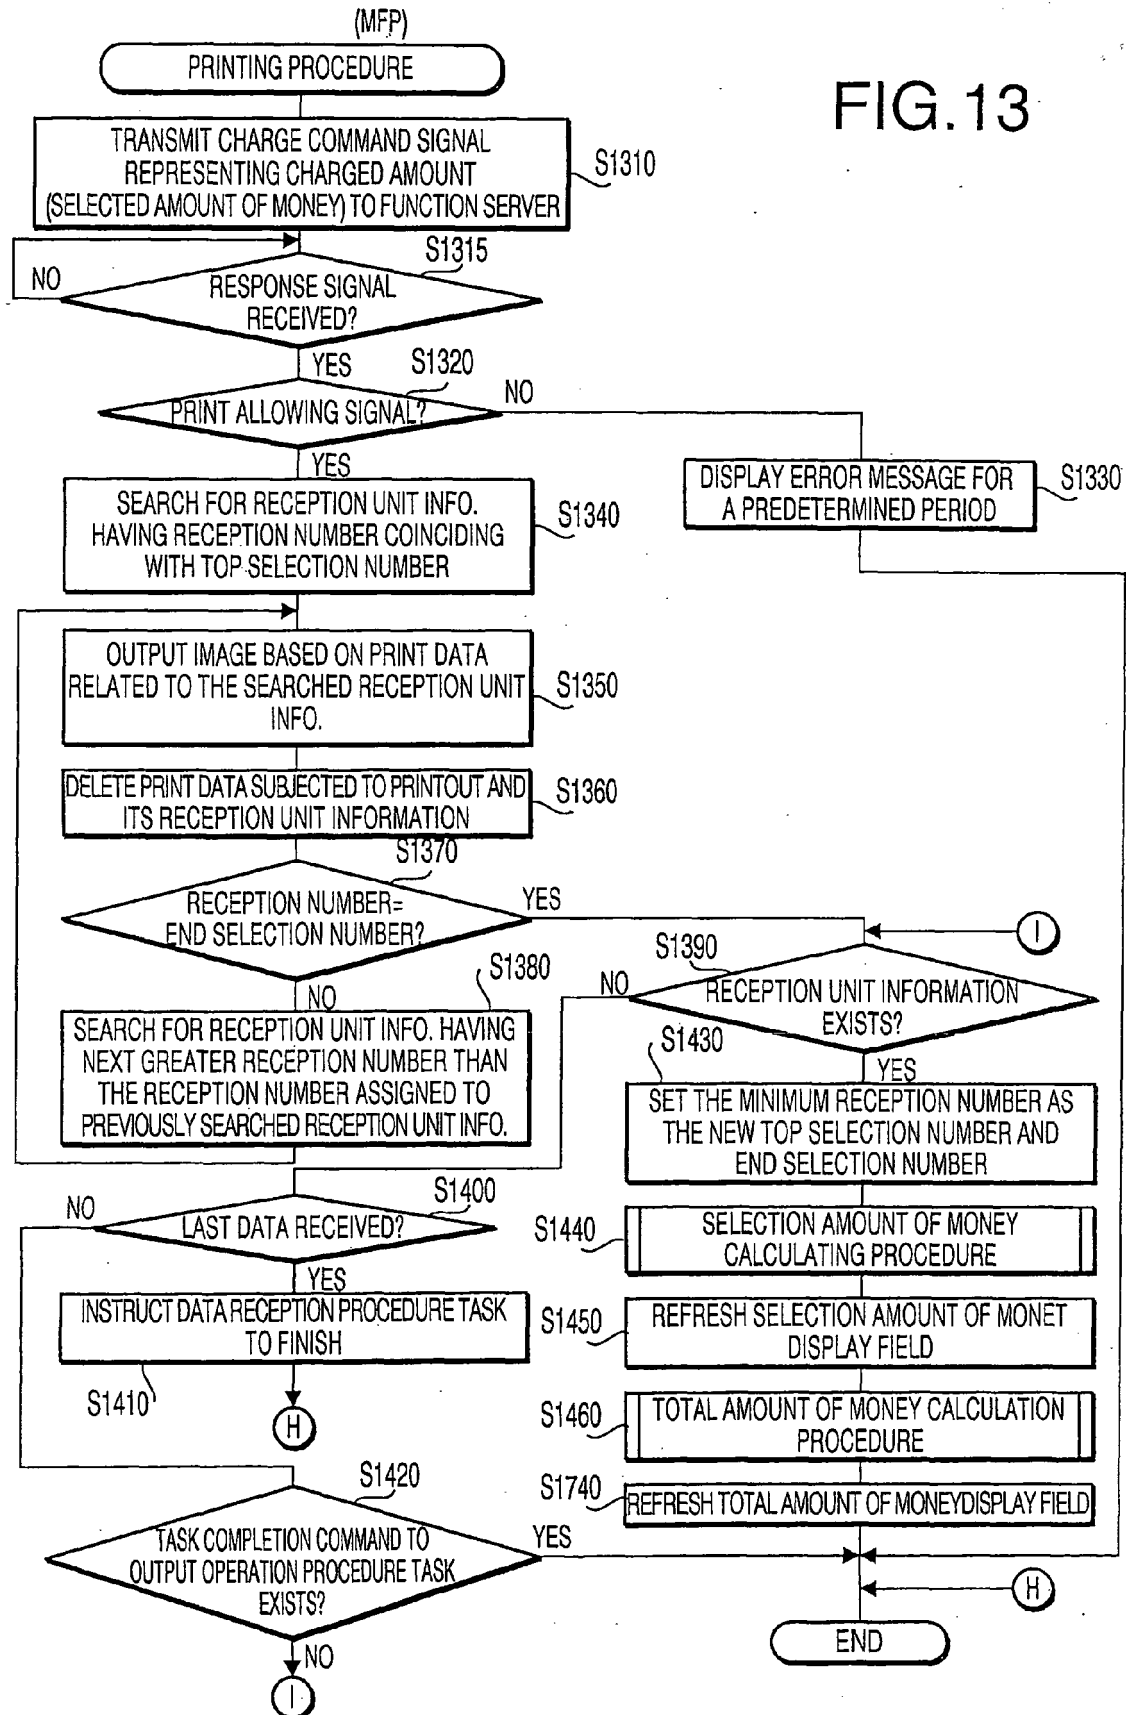 (MFP)
PRINTING PROCEDURE
FIG.13
TRANSMIT CHARGE COMMAND SIGNAL
REPRESENTING CHARGED AMOUNT
(SELECTED AMOUNT OF MONEY) TO FUNCTION SERVER
S1310
S1315
NO
RESPONSE SIGNAL
RECEIVED?
YES
S1320
NO
PRINT ALLOWING SIGNAL?
YES
DISPLAY ERROR MESSAGE FOR
A PREDETERMINED PERIOD
S1330
SEARCH FOR RECEPTION UNIT INFO.
HAVING RECEPTION NUMBER COINCIDING
WITH TOP SELECTION NUMBER
S1340
OUTPUT IMAGE BASED ON PRINT DATA
RELATED TO THE SEARCHED RECEPTION UNIT
INFO.
S1350
DELETE PRINT DATA SUBJECTED TO PRINTOUT AND
ITS RECEPTION UNIT INFORMATION
S1360
S1370
RECEPTION NUMBER=
END SELECTION NUMBER?
YES
I
NO
S1380
SEARCH FOR RECEPTION UNIT INFO. HAVING
NEXT GREATER RECEPTION NUMBER THAN
THE RECEPTION NUMBER ASSIGNED TO
PREVIOUSLY SEARCHED RECEPTION UNIT INFO.
S1390
NO
RECEPTION UNIT INFORMATION
EXISTS?
S1430
YES
SET THE MINIMUM RECEPTION NUMBER AS
THE NEW TOP SELECTION NUMBER AND
END SELECTION NUMBER
S1400
NO
LAST DATA RECEIVED?
YES
S1440
SELECTION AMOUNT OF MONEY
CALCULATING PROCEDURE
INSTRUCT DATA RECEPTION PROCEDURE TASK
TO FINISH
S1410
H
S1450
REFRESH SELECTION AMOUNT OF MONET
DISPLAY FIELD
S1460
TOTAL AMOUNT OF MONEY CALCULATION
PROCEDURE
S1740
REFRESH TOTAL AMOUNT OF MONEYDISPLAY FIELD
S1420
TASK COMPLETION COMMAND TO
OUTPUT OPERATION PROCEDURE TASK
EXISTS?
YES
NO
I
H
END